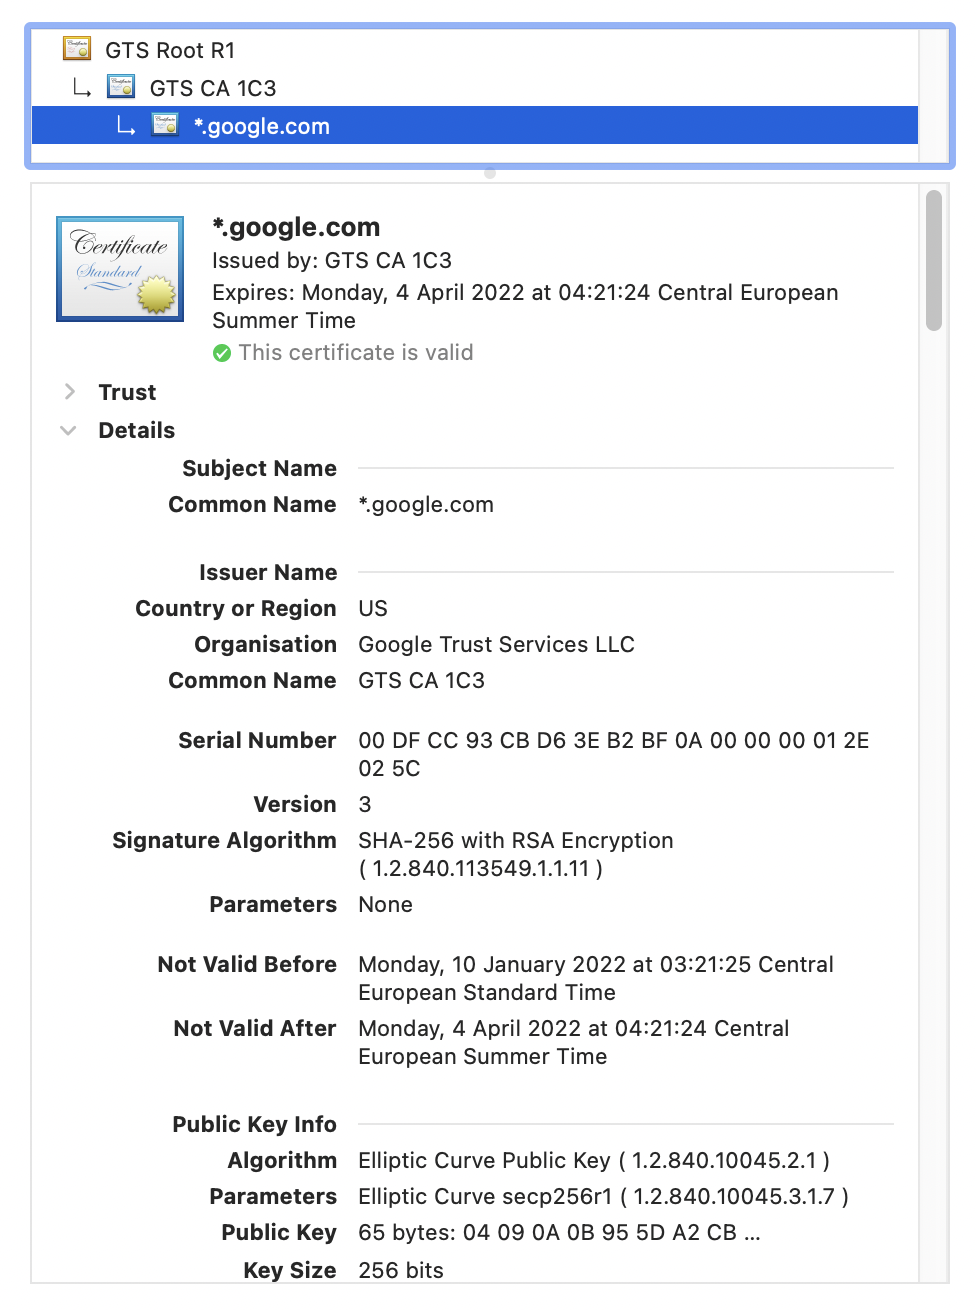 GTS Root R1
GTS CA 1C3
*.google.com
Certificate
Standard
*.google.com
Issued by: GTS CA 1C3
Expires: Monday, 4 April 2022 at 04:21:24 Central European
Summer Time
This certificate is valid
Trust
Details
Subject Name
Common Name *.google.com
Issuer Name
Country or Region US
Organisation Google Trust Services LLC
Common Name GTS CA 1C3
Serial Number 00 DF CC 93 CB D6 3E B2 BF 0A 00 00 00 01 2E
02 5C
Version 3
Signature Algorithm SHA-256 with RSA Encryption
( 1.2.840.113549.1.1.11 )
Parameters None
Not Valid Before Monday, 10 January 2022 at 03:21:25 Central
European Standard Time
Not Valid After Monday, 4 April 2022 at 04:21:24 Central
European Summer Time
Public Key Info
Algorithm Elliptic Curve Public Key ( 1.2.840.10045.2.1 )
Parameters Elliptic Curve secp256r1 ( 1.2.840.10045.3.1.7 )
Public Key 65 bytes: 04 09 0A 0B 95 5D A2 CB ...
Key Size 256 bits